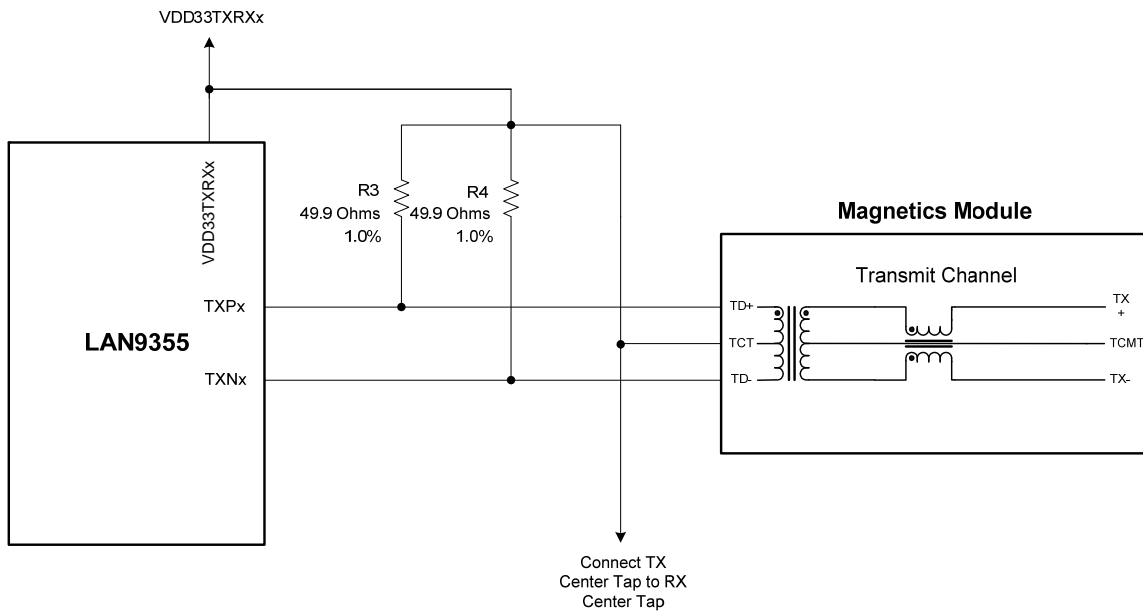 VDD33TXRXx
VDD33TXRXx
R3
49.9 Ohms
1.0%
R4
49.9 Ohms
1.0%
Magnetics Module
Transmit Channel
LAN9355
TXPx
TXNx
TD+
TCT
TD-
TX
+
TCMT
TX-
Connect TX
Center Tap to RX
Center Tap